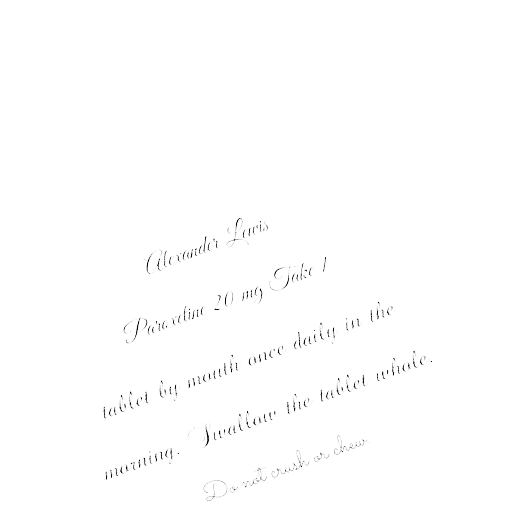 Alexander Lewis
Paroxetine 20 mg Take 1
tablet by mouth once daily in the
morning. Swallow the tablet whole.
Do not crush or chew.